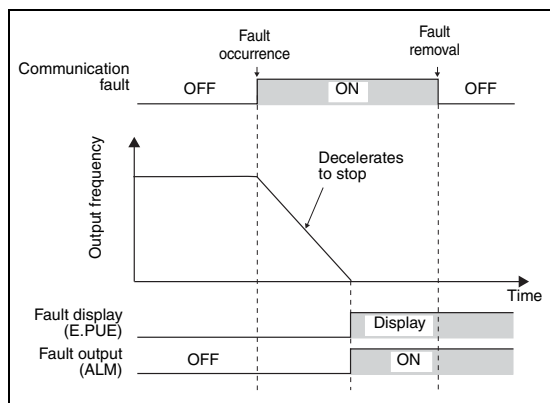 Fault
occurrence
Fault
removal
Communication
fault
OFF
ON
OFF
Output frequency
Decelerates
to stop
Time
Fault display
(E.PUE)
Display
Fault output
(ALM)
OFF
ON